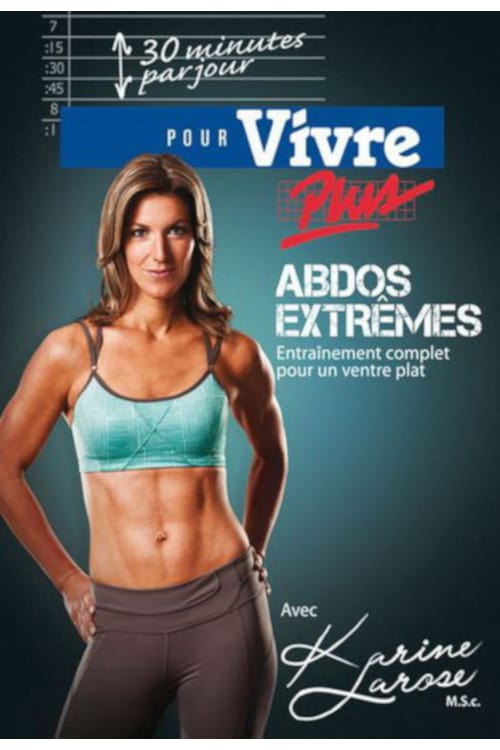 7
:15
:30
:45
8
:1
30 minutes
par jour
POUR Vivre
Plus
ABDOS
EXTRÊMES
Entraînement complet
pour un ventre plat
Avec
Karine
Larose
M.Sc.